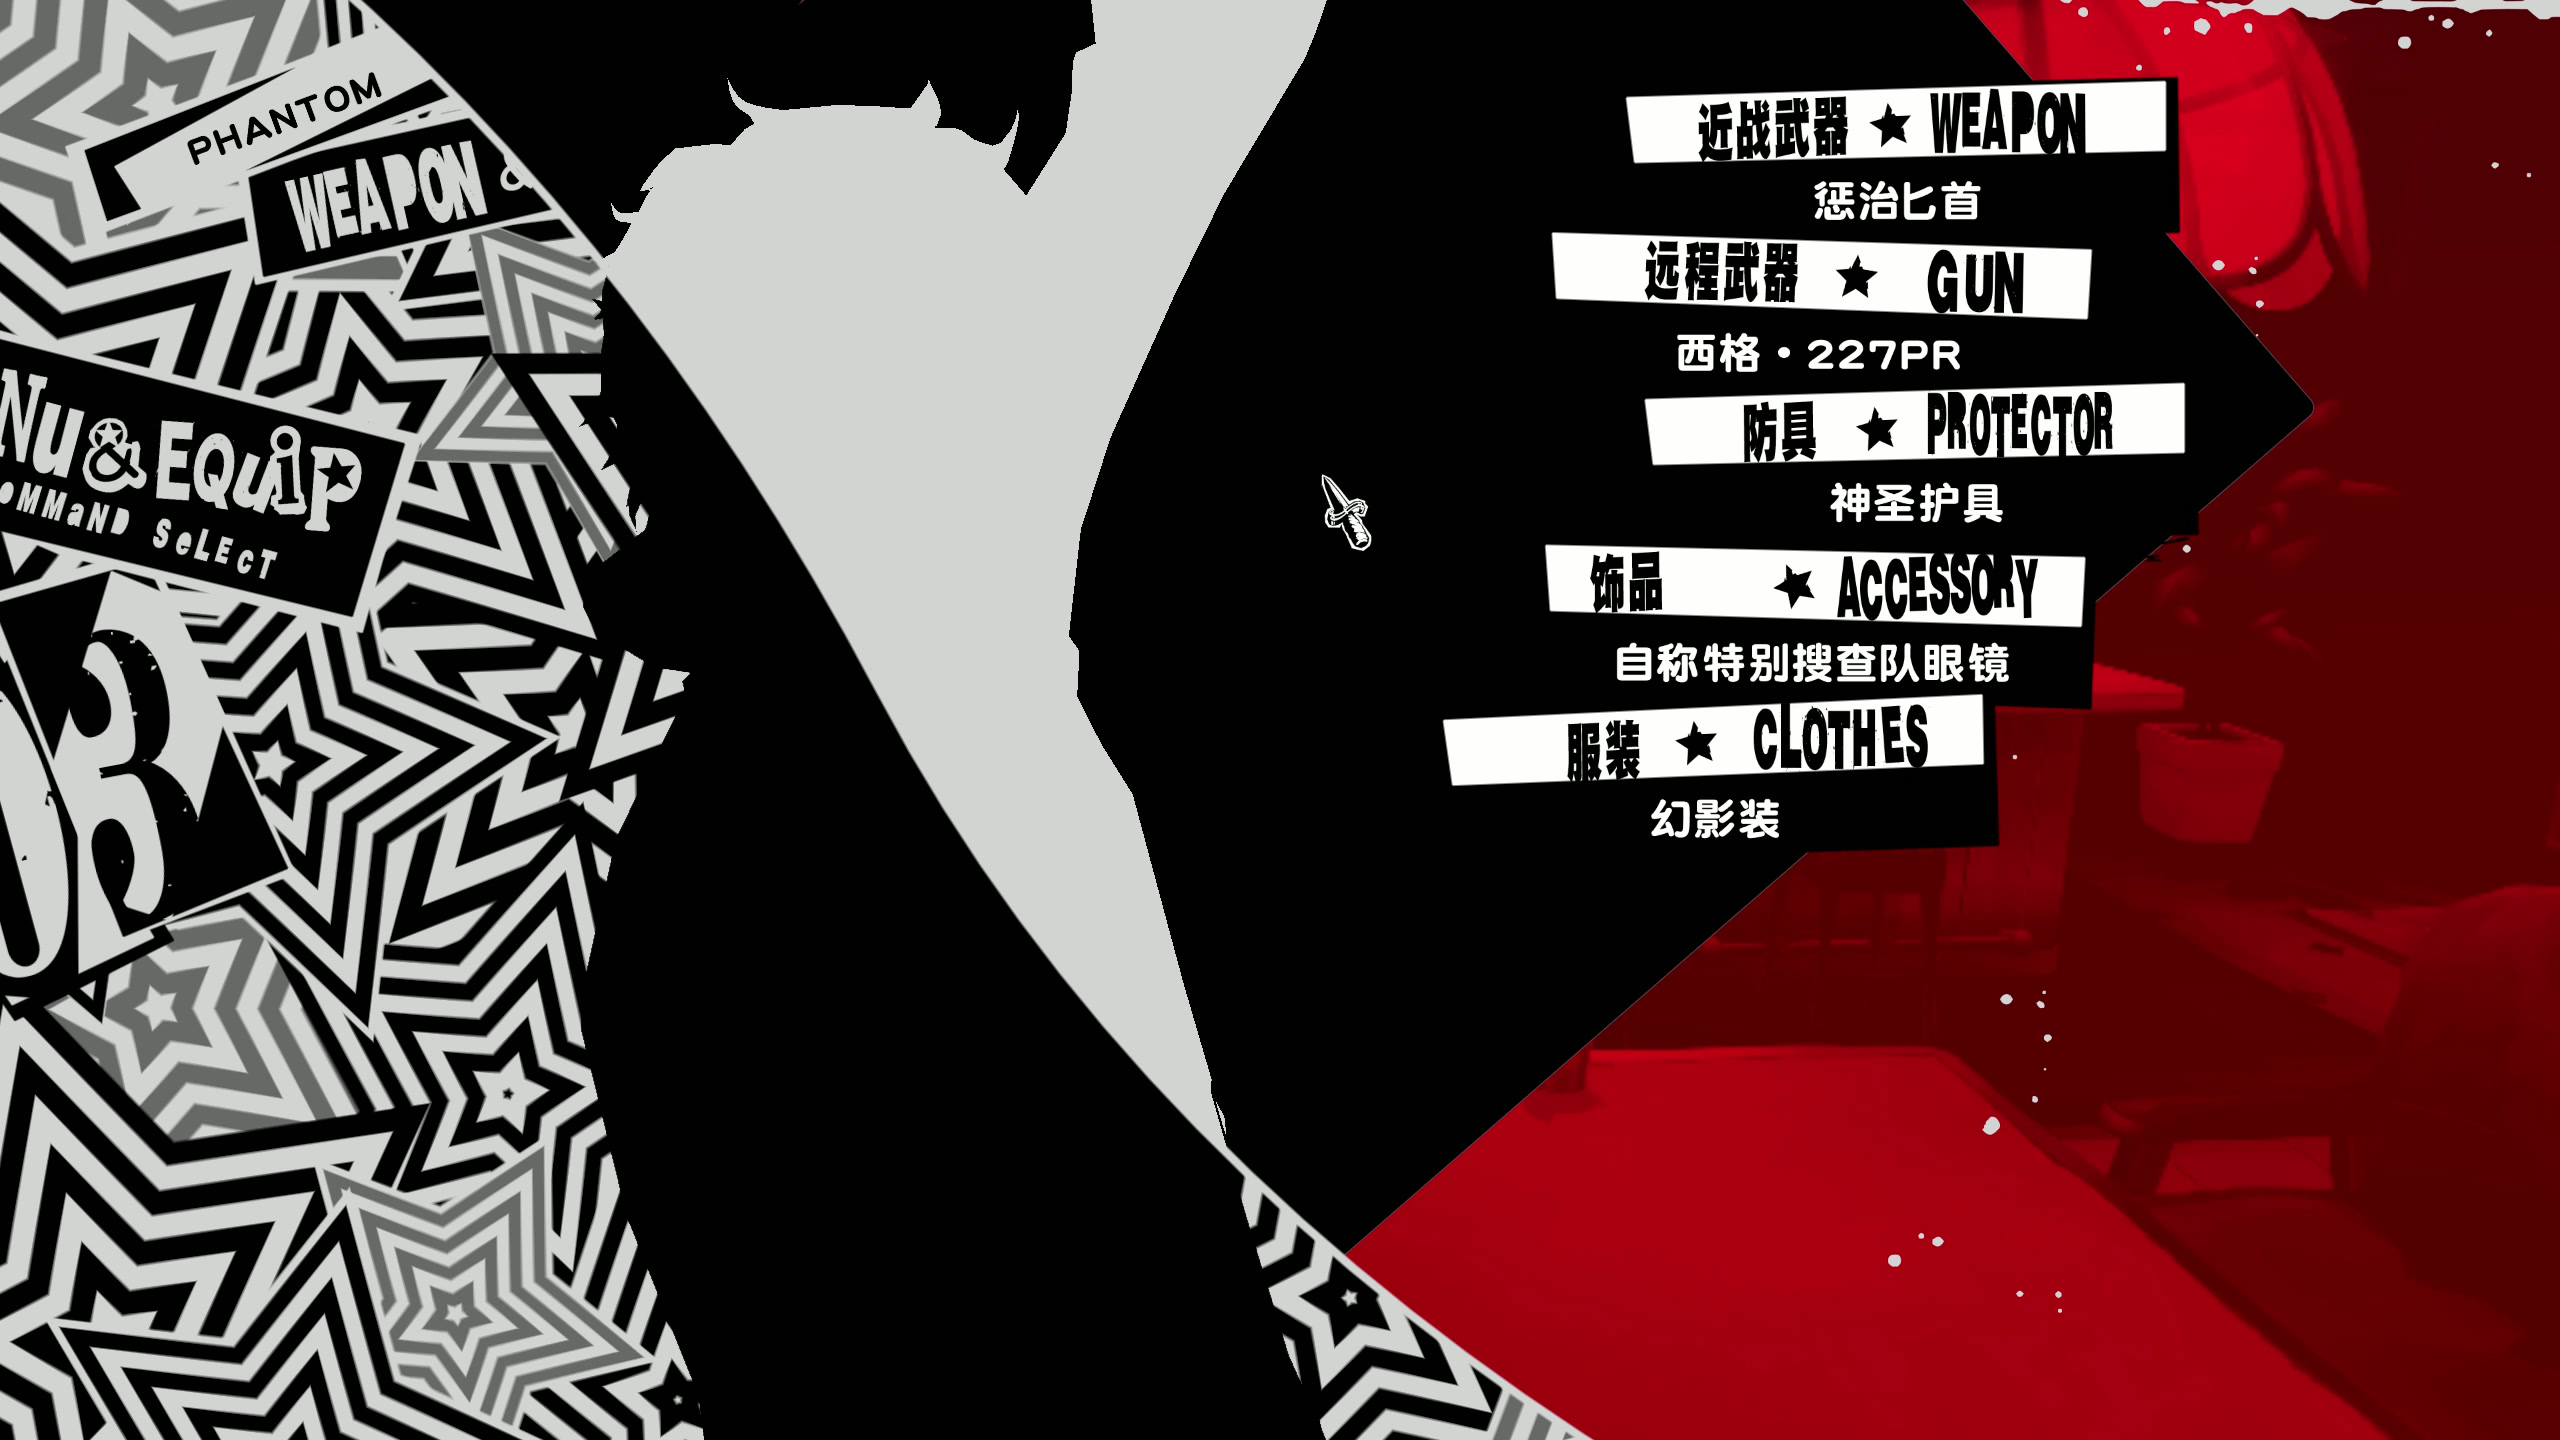 PHANTOM
WEAPON &
Nu&EQuiP
oMMaND SeLEcT
03
近战武器 ★ WEAPON
惩治匕首
远程武器 ★ GUN
西格·227PR
防具 ★ PROTECTOR
神圣护具
饰品 ★ ACCESSORY
自称特别搜查队眼镜
服装 ★ CLOTHES
幻影装